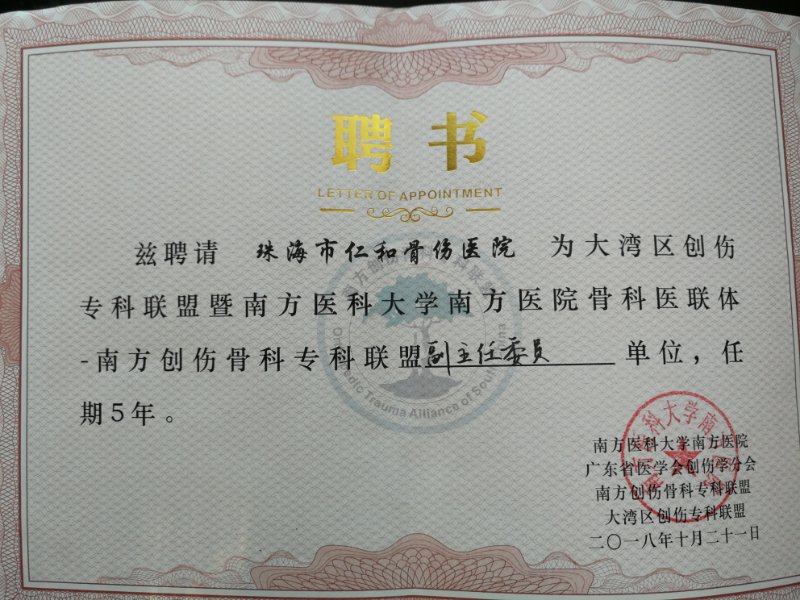 聘书
LETTER OF APPOINTMENT
兹聘请 珠海市仁和骨伤医院 为大湾区创伤
专科联盟暨南方医科大学南方医院骨科医联体
-南方创伤骨科专科联盟副主任委员 单位，任
期5年。
南方医科大学南方医院
广东省医学会创伤学分会
南方创伤骨科专科联盟
大湾区创伤专科联盟
二〇一八年十月二十一日